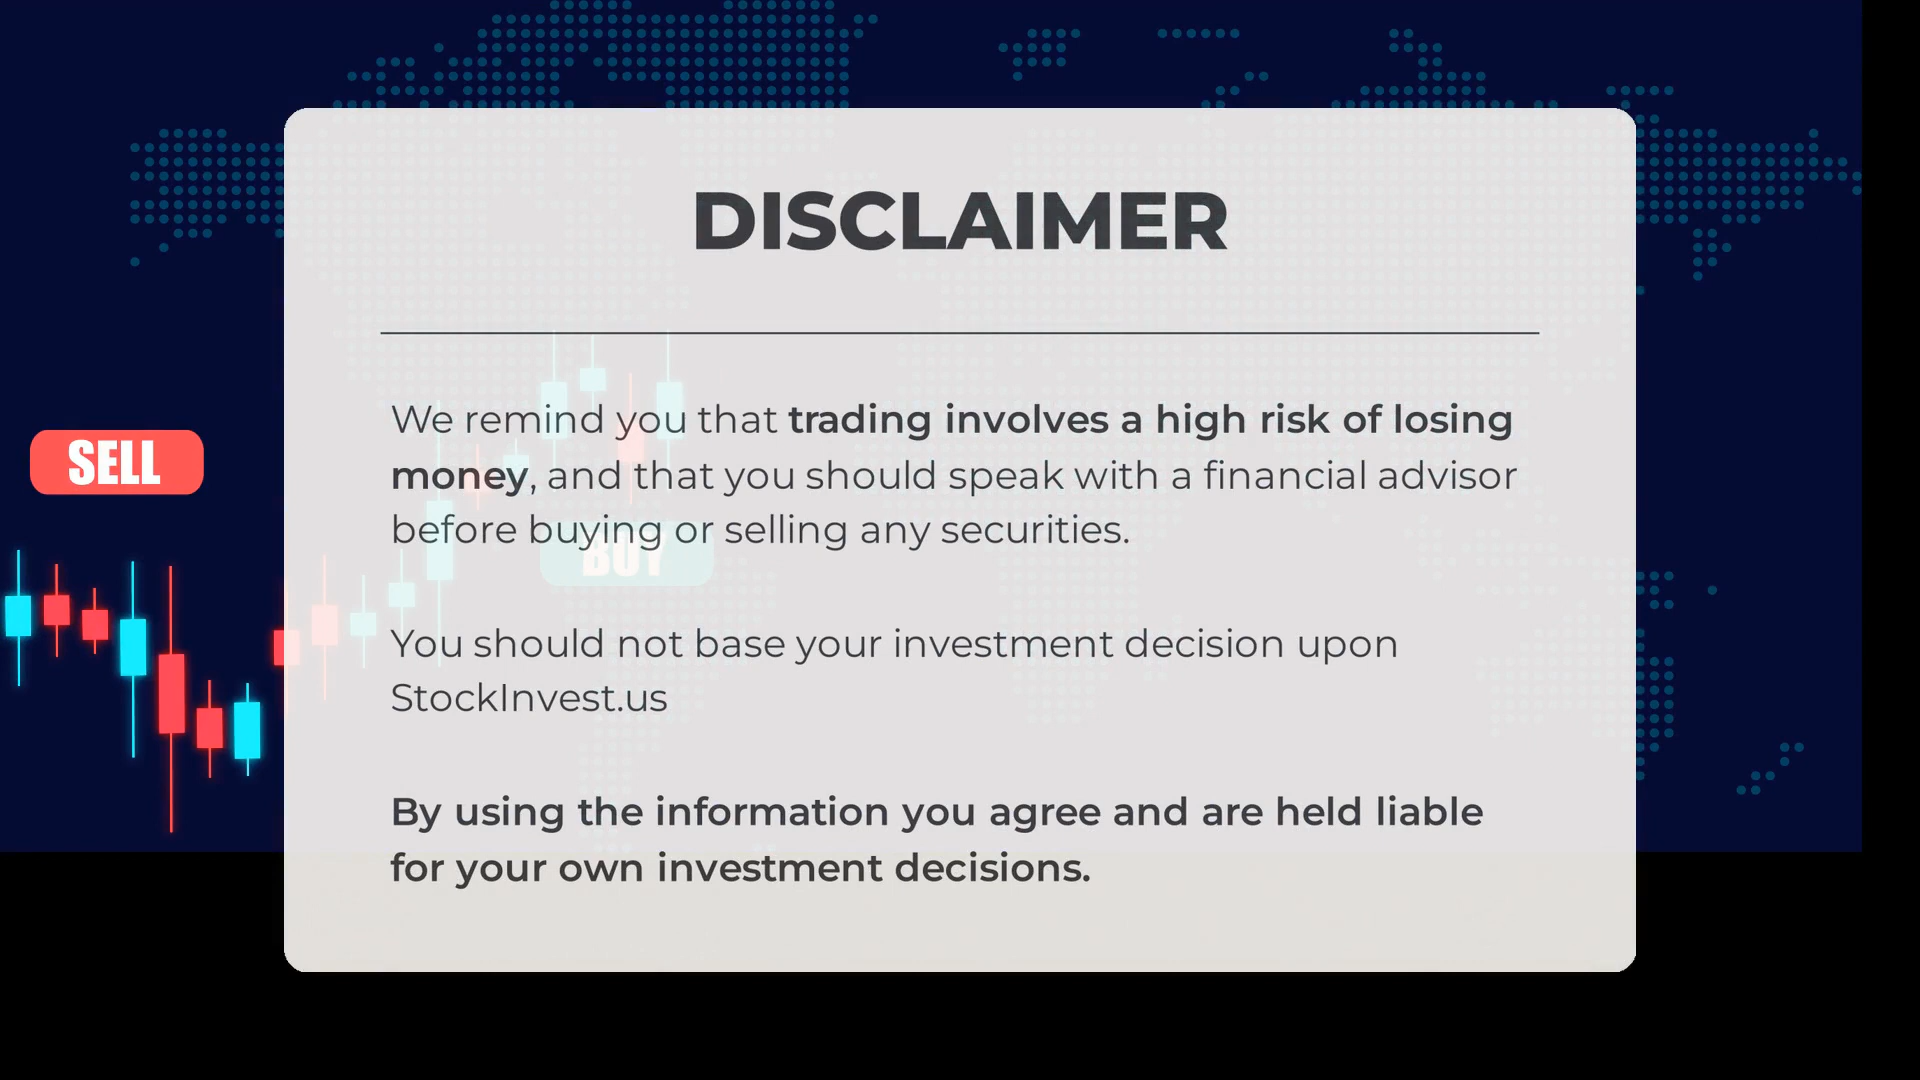 DISCLAIMER
We remind you that trading involves a high risk of losing
money, and that you should speak with a financial advisor
before buying or selling any securities.
SELL
BUY
You should not base your investment decision upon
StockInvest.us
By using the information you agree and are held liable
for your own investment decisions.